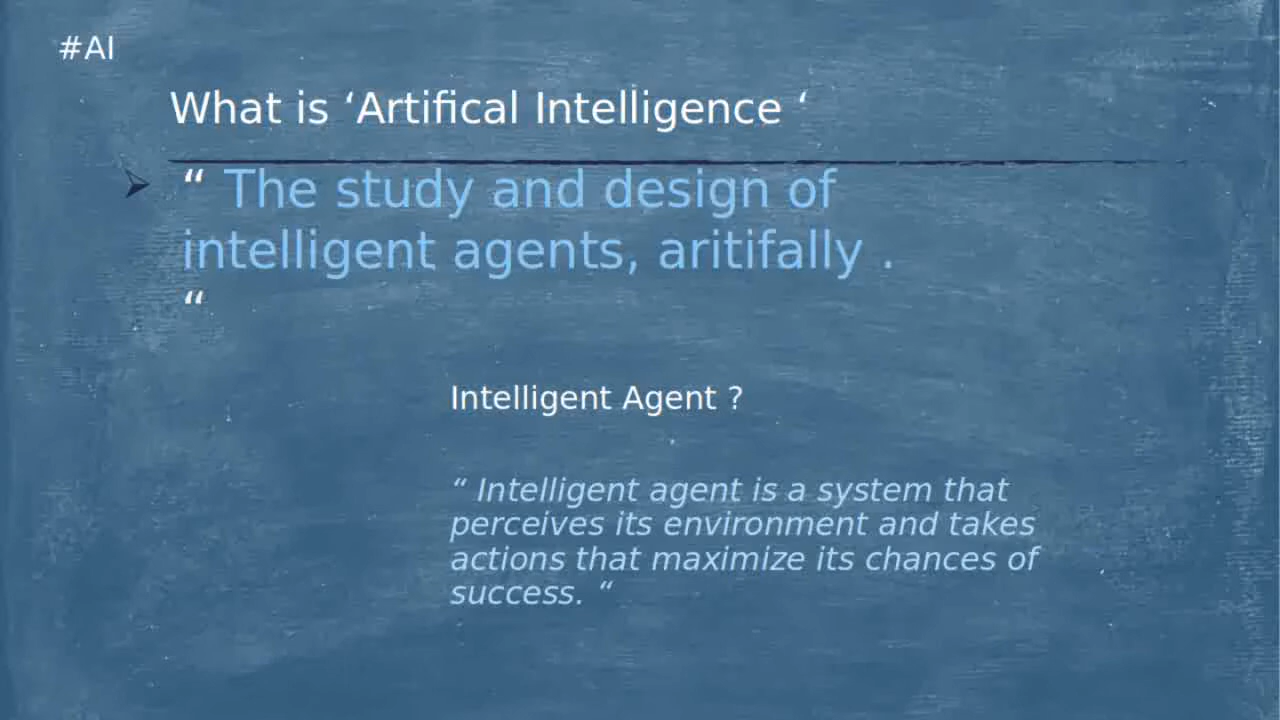 #AI
What is ‘Artifical Intelligence ‘
“ The study and design of
intelligent agents, aritifally .
“
Intelligent Agent ?
“ Intelligent agent is a system that
perceives its environment and takes
actions that maximize its chances of
success. “